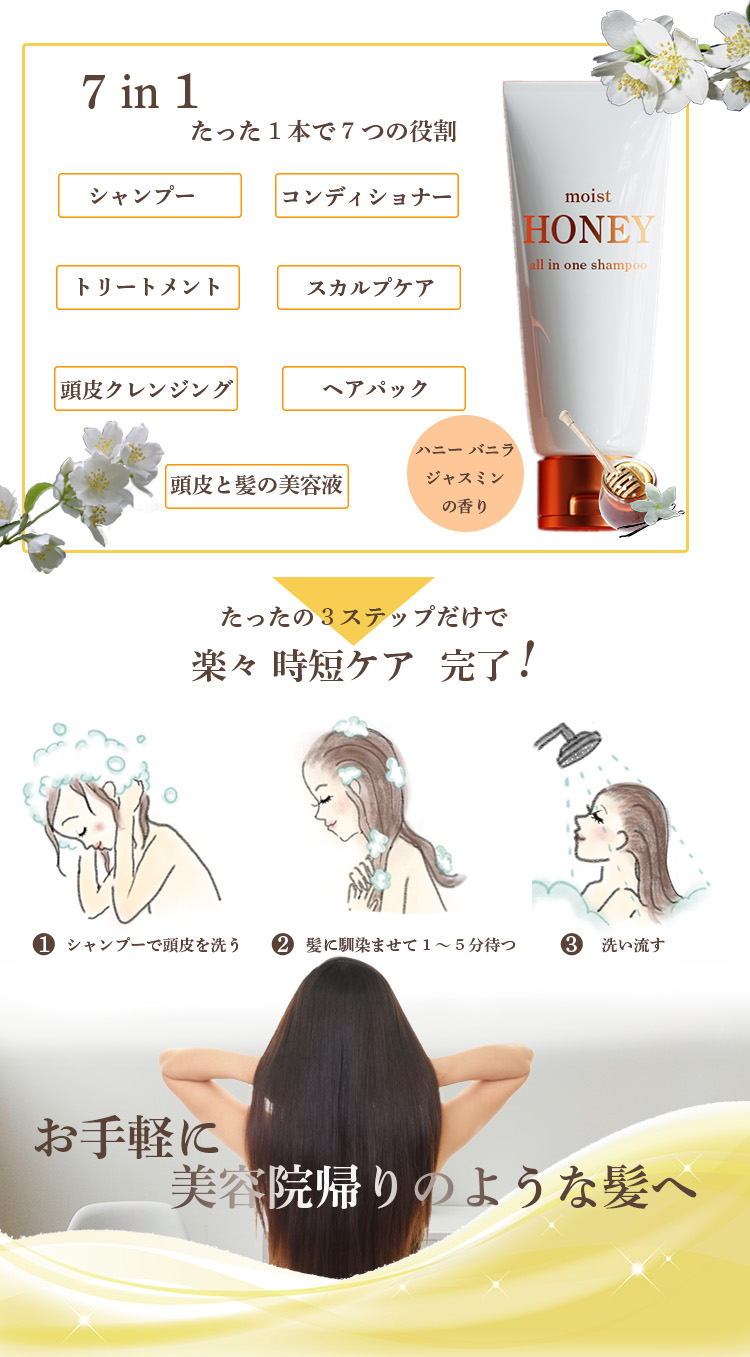 7 in 1
たった１本で７つの役割
シャンプー
コンディショナー
トリートメント
スカルプケア
頭皮クレンジング
ヘアパック
頭皮と髪の美容液
moist
HONEY
all in one shampoo
ハニー バニラ
ジャスミン
の香り
たったの３ステップだけで
楽々 時短ケア 完了!
❶ シャンプーで頭皮を洗う
❷ 髪に馴染ませて１～５分待つ
❸ 洗い流す
お手軽に
美容院帰りのような髪へ